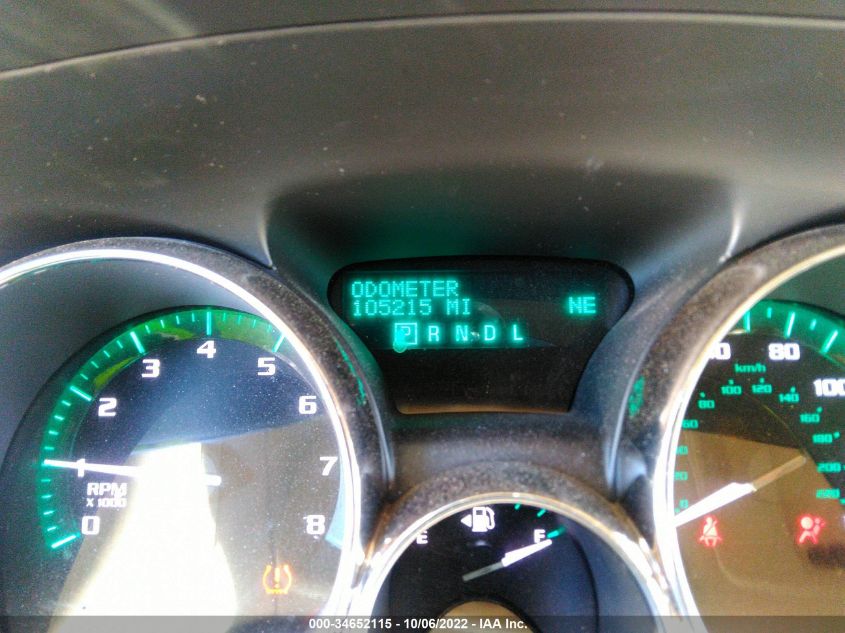 ODOMETER
105215 MI NE
P R N D L
0 1 2 3 4 5 6 7 8
RPM
X 1000
E F
80 100
km/h
80 100 120 140 160 180 200
000-34652115 - 10/06/2022 - IAA Inc.